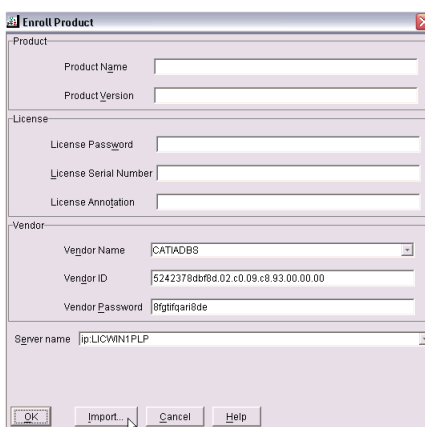 Enroll Product
Product
Product Name
Product Version
License
License Password
License Serial Number
License Annotation
Vendor
Vendor Name CATIADBS
Vendor ID 5242378dbf8d.02.c0.09.c8.93.00.00.00
Vendor Password 8fgtifqari8de
Server name ip:LICWIN1PLP
OK Import... Cancel Help